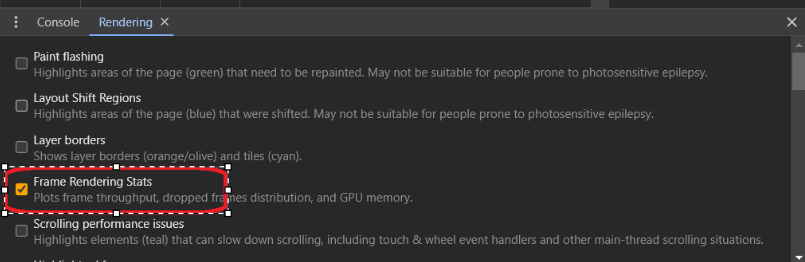 Console Rendering
Paint flashing
Highlights areas of the page (green) that need to be repainted. May not be suitable for people prone to photosensitive epilepsy.
Layout Shift Regions
Highlights areas of the page (blue) that were shifted. May not be suitable for people prone to photosensitive epilepsy.
Layer borders
Shows layer borders (orange/olive) and tiles (cyan).
Frame Rendering Stats
Plots frame throughput, dropped frames distribution, and GPU memory.
Scrolling performance issues
Highlights elements (teal) that can slow down scrolling, including touch & wheel event handlers and other main-thread scrolling situations.